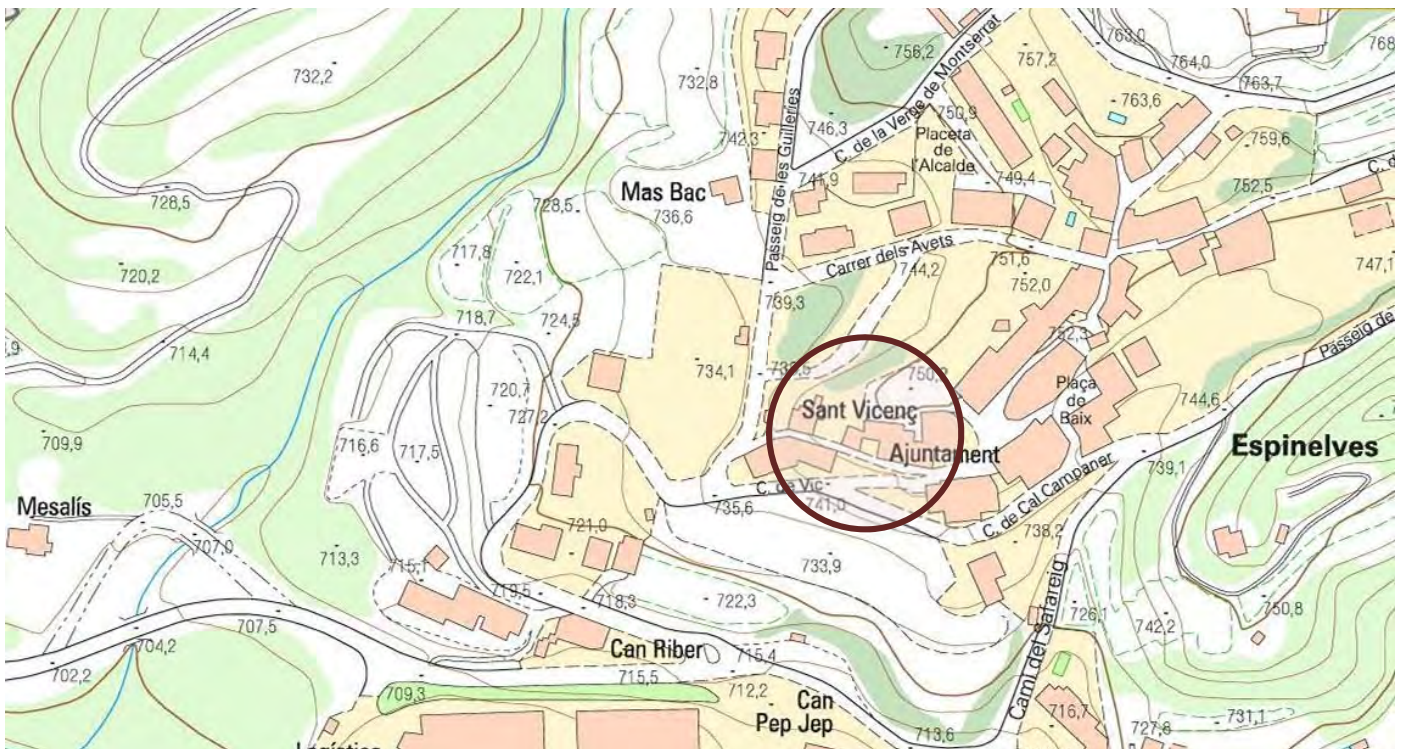 763,0
768
756,2
757,2
764,0
732,2
732,8
763,7
763,6
C. de la Verge de Montserrat
750,9
746,3
742,3
Placeta
de
l'Alcalde
759,6
Passeig de les Guilleries
741,9
749,4
752,5
C. d
Mas Bac
728,5
728,5
736,6
717,8
722,1
Carrer dels Avets
744,2
751,6
752,0
747,1
720,2
739,3
718,7
724,5
752,3
Passeig de
714,4
734,1
720,7
727,2
Sant Vicenç
Plaça
de
Baix
744,6
709,9
716,6
717,5
Ajuntament
Espinelves
739,1
C. de Vic
Mesalís
705,5
735,6
741,0
C. de Cal Campaner
721,0
738,2
707,0
713,3
715,1
733,9
719,5
718,3
722,3
726,1
742,2
750,8
707,5
704,2
Can Riber
715,4
Camí del Safareig
702,2
709,3
715,5
712,2
Can
Pep Jep
716,7
731,1
727,8
713,6